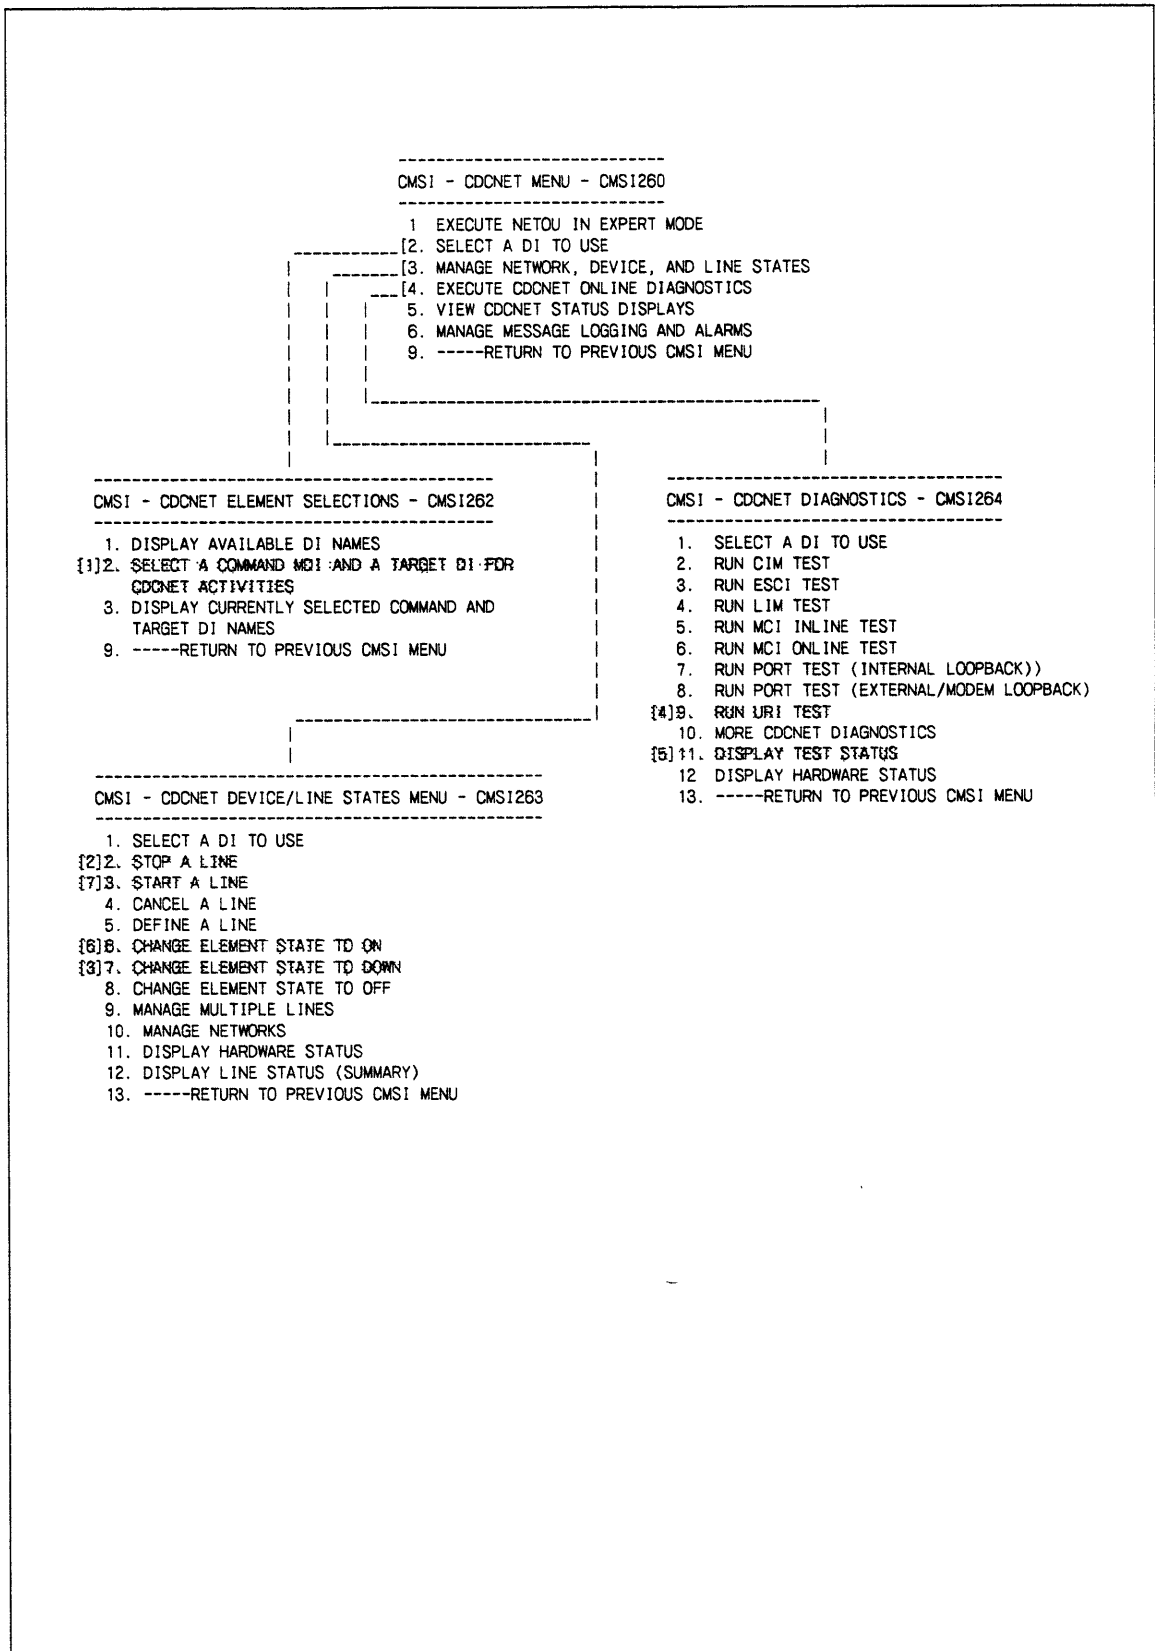 CMSI - CDCNET MENU - CMSI260
1 EXECUTE NETOU IN EXPERT MODE
[2. SELECT A DI TO USE
[3. MANAGE NETWORK, DEVICE, AND LINE STATES
[4. EXECUTE CDCNET ONLINE DIAGNOSTICS
5. VIEW CDCNET STATUS DISPLAYS
6. MANAGE MESSAGE LOGGING AND ALARMS
9. -----RETURN TO PREVIOUS CMSI MENU
CMSI - CDCNET ELEMENT SELECTIONS - CMSI262
1. DISPLAY AVAILABLE DI NAMES
[1]2. SELECT A COMMAND MDI AND A TARGET DI FOR
CDCNET ACTIVITIES
3. DISPLAY CURRENTLY SELECTED COMMAND AND
TARGET DI NAMES
9. -----RETURN TO PREVIOUS CMSI MENU
CMSI - CDCNET DIAGNOSTICS - CMSI264
1. SELECT A DI TO USE
2. RUN CIM TEST
3. RUN ESCI TEST
4. RUN LIM TEST
5. RUN MCI INLINE TEST
6. RUN MCI ONLINE TEST
7. RUN PORT TEST (INTERNAL LOOPBACK))
8. RUN PORT TEST (EXTERNAL/MODEM LOOPBACK)
[4]9. RUN URI TEST
10. MORE CDCNET DIAGNOSTICS
[5]11. DISPLAY TEST STATUS
12 DISPLAY HARDWARE STATUS
13. -----RETURN TO PREVIOUS CMSI MENU
CMSI - CDCNET DEVICE/LINE STATES MENU - CMSI263
1. SELECT A DI TO USE
[2]2. STOP A LINE
[7]3. START A LINE
4. CANCEL A LINE
5. DEFINE A LINE
[6]6. CHANGE ELEMENT STATE TO ON
[3]7. CHANGE ELEMENT STATE TO DOWN
8. CHANGE ELEMENT STATE TO OFF
9. MANAGE MULTIPLE LINES
10. MANAGE NETWORKS
11. DISPLAY HARDWARE STATUS
12. DISPLAY LINE STATUS (SUMMARY)
13. -----RETURN TO PREVIOUS CMSI MENU